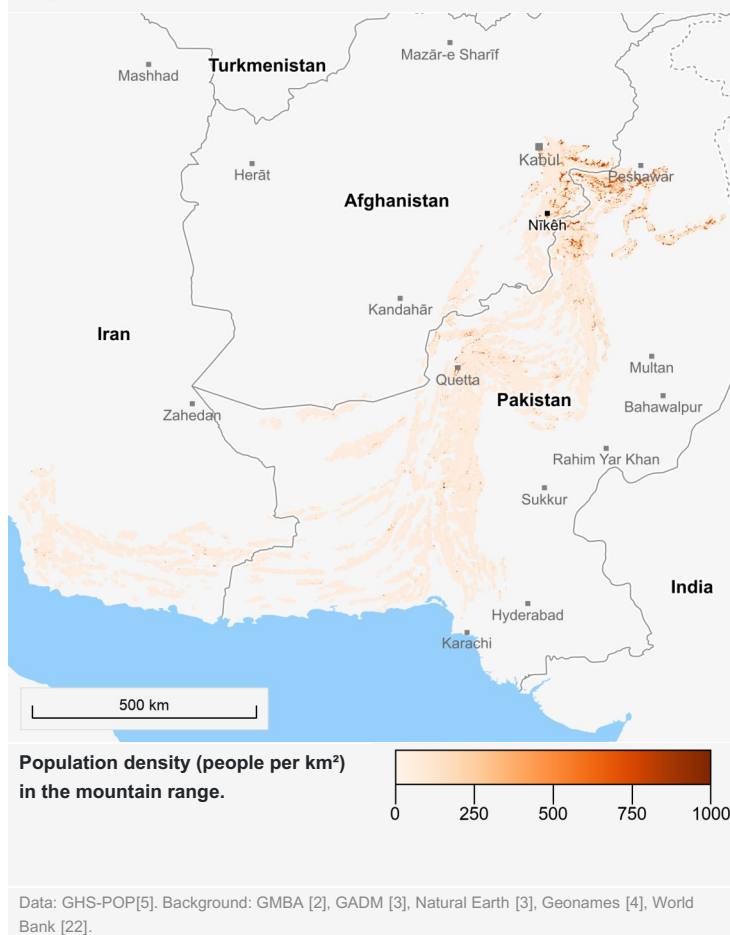 Turkmenistan
Mazār-e Sharīf
Mashhad
Kabul
Peshawar
Herāt
Afghanistan
Nīkêh
Kandahār
Iran
Quetta
Multan
Pakistan
Bahawalpur
Zahedan
Rahim Yar Khan
Sukkur
India
Hyderabad
Karachi
500 km
Population density (people per km²)
in the mountain range.
0 250 500 750 1000
Data: GHS-POP[5]. Background: GMBA [2], GADM [3], Natural Earth [3], Geonames [4], World
Bank [22].